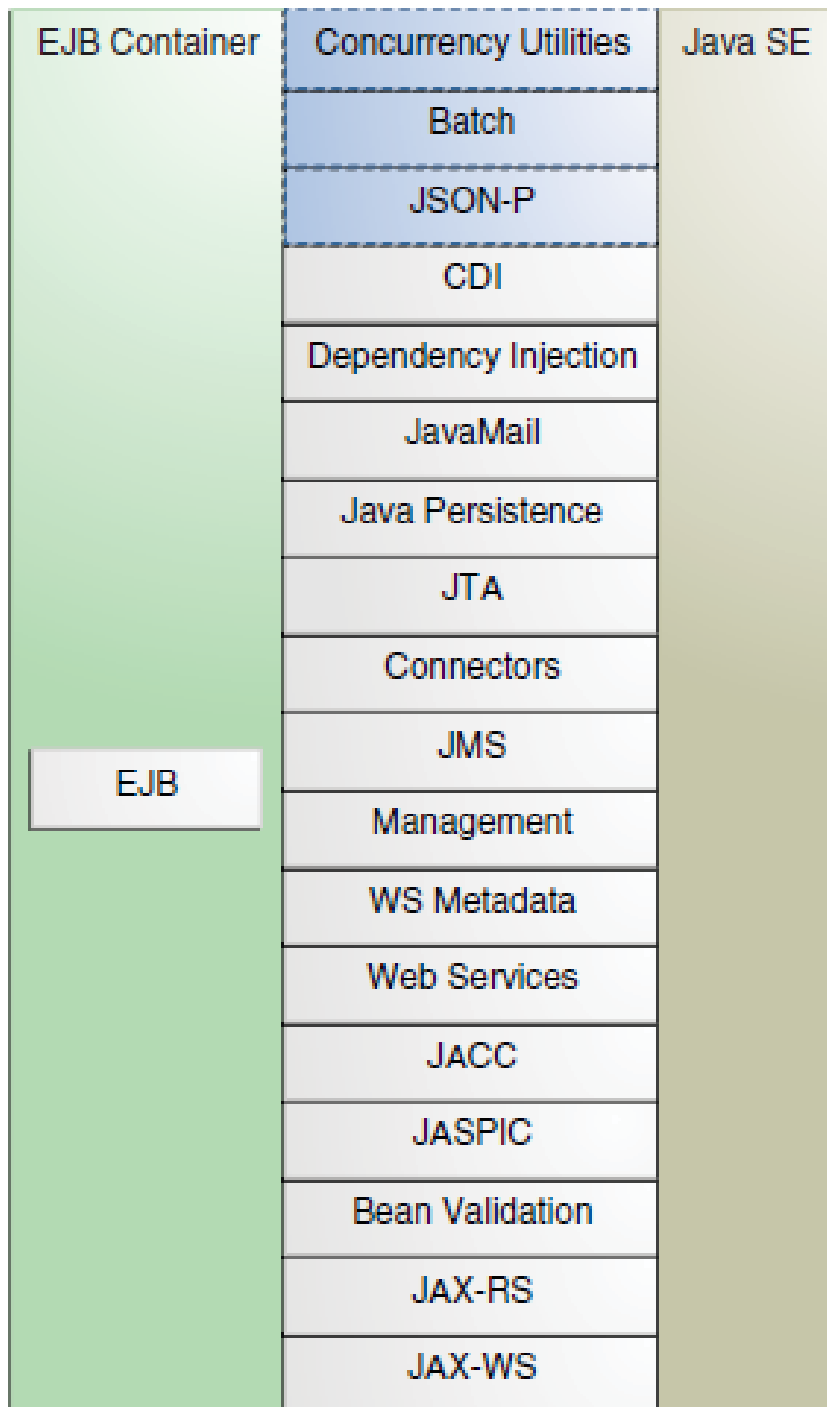 EJB Container
Concurrency Utilities
Java SE
Batch
JSON-P
CDI
Dependency Injection
JavaMail
Java Persistence
JTA
Connectors
JMS
EJB
Management
WS Metadata
Web Services
JACC
JASPIC
Bean Validation
JAX-RS
JAX-WS